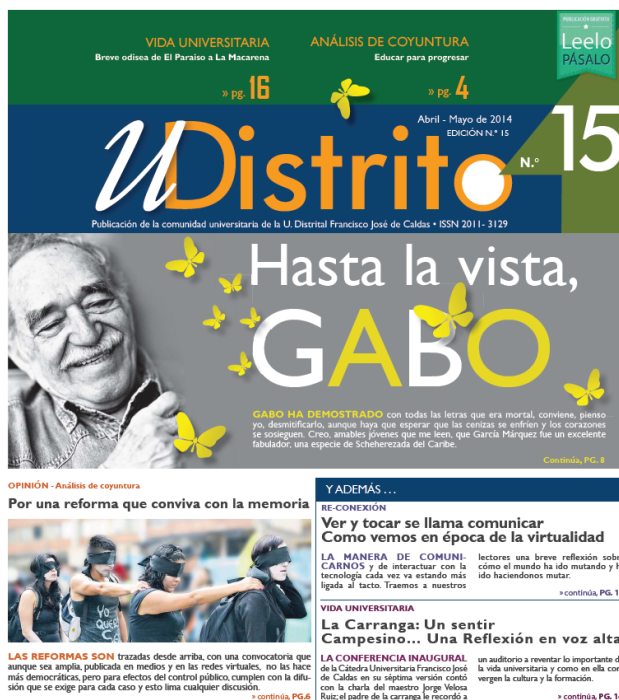 VIDA UNIVERSITARIA
Breve odisea de El Paraiso a La Macarena
» pg. 16
ANÁLISIS DE COYUNTURA
Educar para progresar
» pg. 4
PUBLICACIÓN GRATUITA
Leelo
PÁSALO
Abril - Mayo de 2014
EDICIÓN N.º 15
N.º 15
UDistrito
Publicación de la comunidad universitaria de la U. Distrital Francisco José de Caldas • ISSN 2011- 3129
Hasta la vista,
GABO
GABO HA DEMOSTRADO con todas las letras que era mortal, conviene, pienso
yo, desmitificarlo, aunque haya que esperar que las cenizas se enfríen y los corazones
se sosieguen. Creo, amables jóvenes que me leen, que García Márquez fue un excelente
fabulador, una especie de Scheherezada del Caribe.
Continúa, PG. 8
OPINIÓN - Análisis de coyuntura
Por una reforma que conviva con la memoria
YO
LAS REFORMAS SON trazadas desde arriba, con una convocatoria que
aunque sea amplia, publicada en medios y en las redes virtuales, no las hace
más democráticas, pero para efectos del control público, cumplen con la difu-
sión que se exige para cada caso y esto lima cualquier discusión.
» continúa, PG.6
Y ADEMÁS . . .
RE-CONEXIÓN
Ver y tocar se llama comunicar
Como vemos en época de la virtualidad
LA MANERA DE COMUNI-
CARNOS y de interactuar con la
tecnología cada vez va estando más
ligada al tacto. Traemos a nuestros
lectores una breve reflexión sobr
cómo el mundo ha ido mutando y h
ido haciendonos mutar.
» continúa, PG. 1
VIDA UNIVERSITARIA
La Carranga: Un sentir
Campesino... Una Reflexión en voz alta
LA CONFERENCIA INAUGURAL
de la Cátedra Universitaria Francisco José
de Caldas en su séptima versión contó
con la charla del maestro Jorge Velosa
Ruiz; el padre de la carranga le recordó a
un auditorio a reventar lo importante d
la vida universitaria y como en ella con
vergen la cultura y la formación.
» continúa, PG. 1